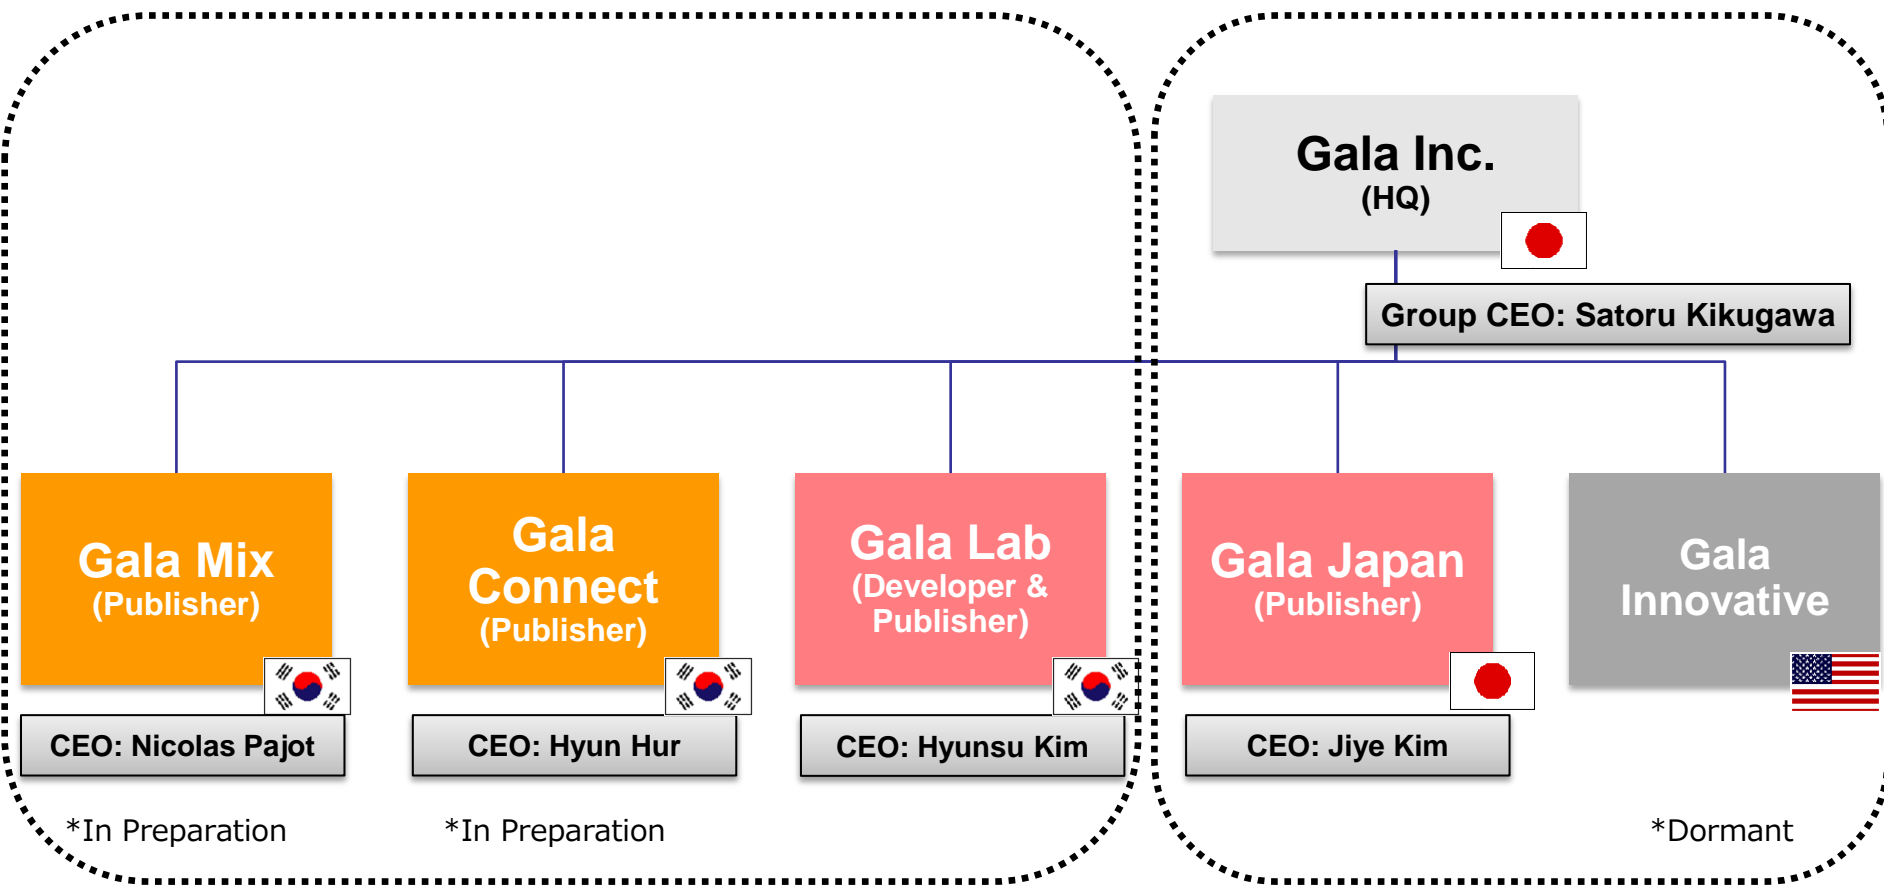 Gala Inc.
(HQ)
Group CEO: Satoru Kikugawa
Gala Mix
(Publisher)
CEO: Nicolas Pajot
*In Preparation
Gala
Connect
(Publisher)
CEO: Hyun Hur
*In Preparation
Gala Lab
(Developer &
Publisher)
CEO: Hyunsu Kim
Gala Japan
(Publisher)
CEO: Jiye Kim
Gala
Innovative
*Dormant